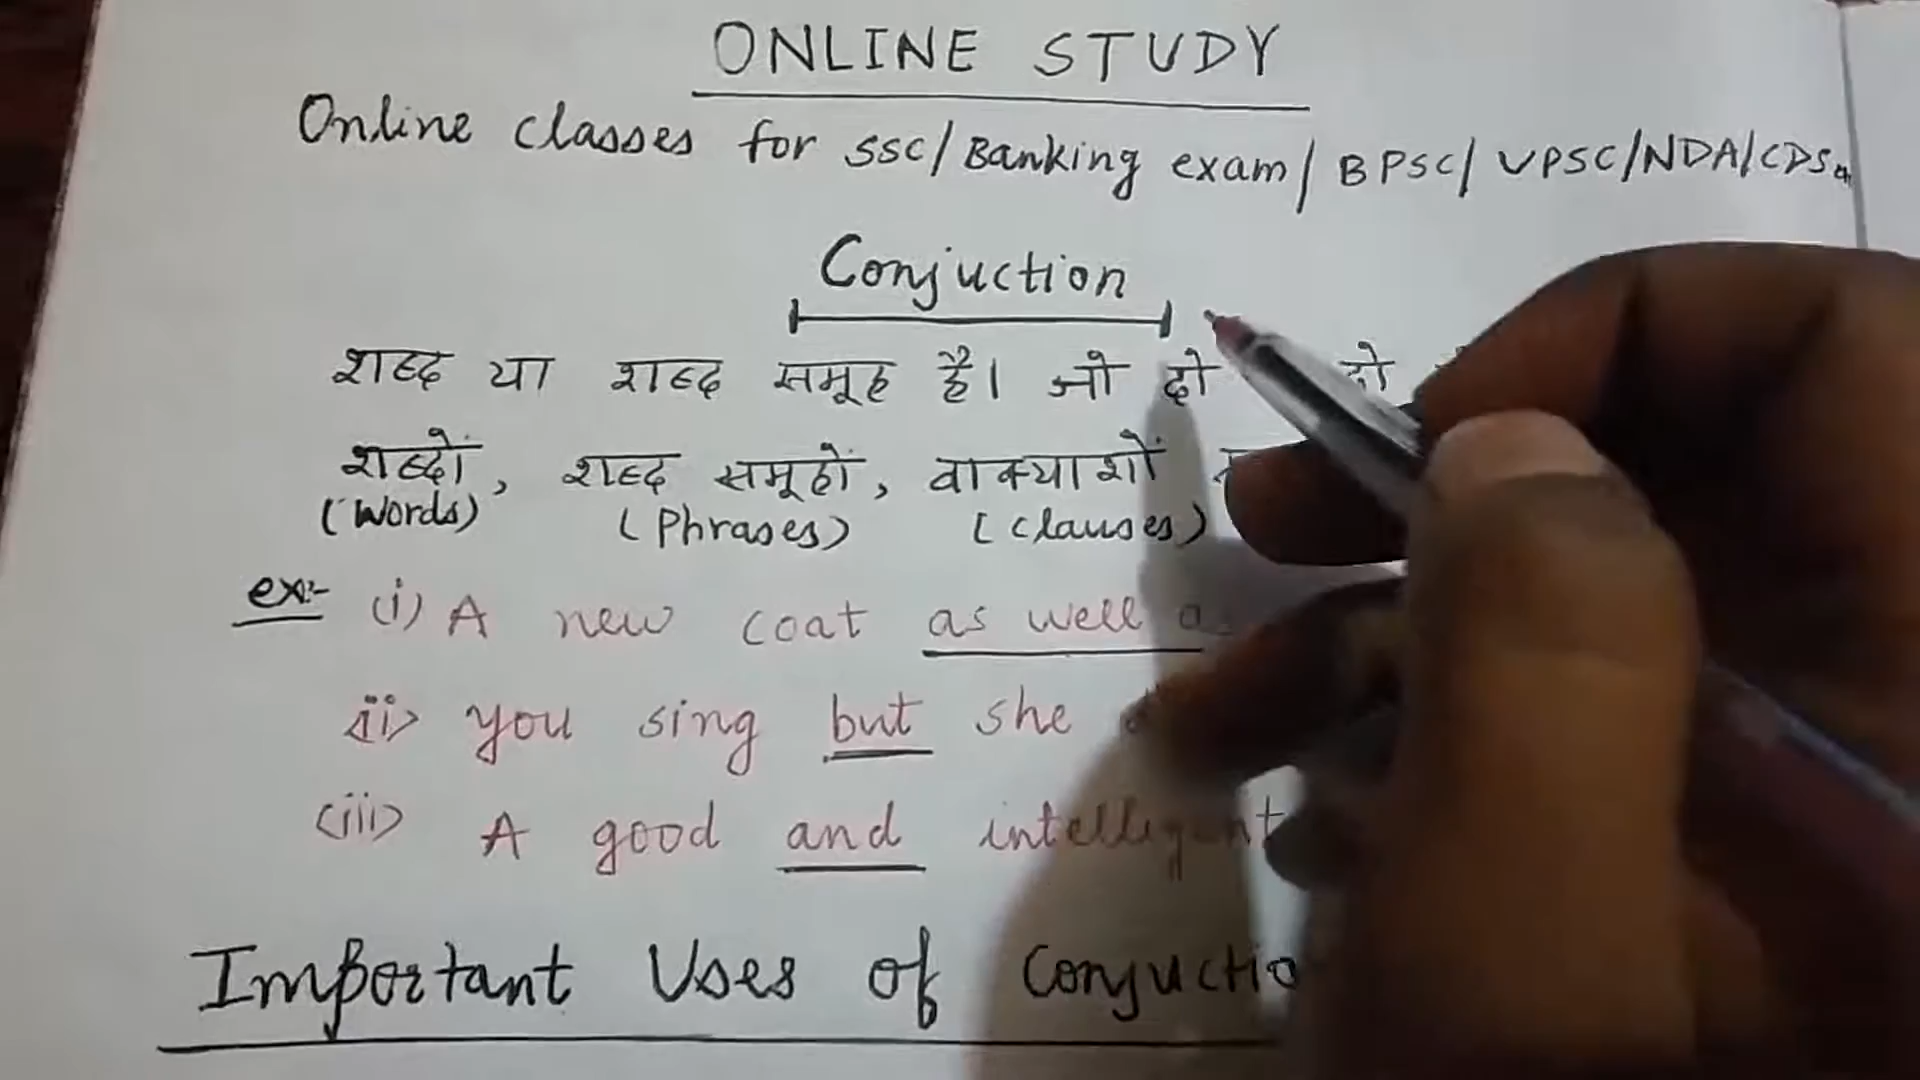 ONLINE STUDY
Online classes for SSC/Banking exam/BPSC/UPSC/NDA/CDS
Conjuction
शब्द या शब्द समूह है। जो दो दो
शब्दों, शब्द समूहों, वाक्याशों
(Words) (Phrases) (Clauses)
ex:- (i) A new coat as well
(ii) you sing but she
(iii) A good and intelligent
Important Uses of